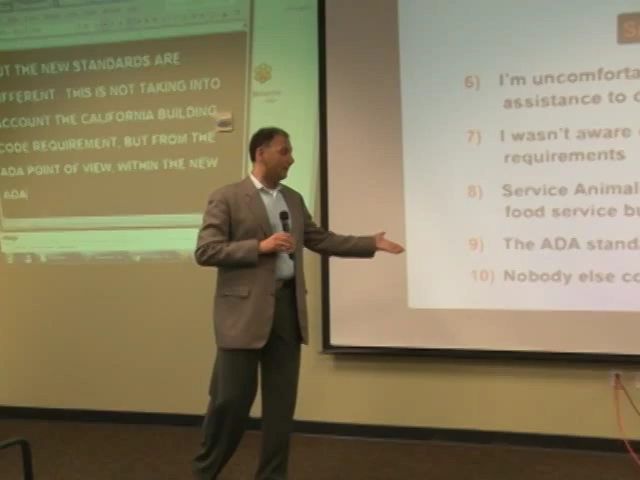 UT THE NEW STANDARDS ARE
IFFERENT. THIS IS NOT TAKING INTO
ACCOUNT THE CALIFORNIA BUILDING
CODE REQUIREMENT, BUT FROM THE
ADA POINT OF VIEW, WITHIN THE NEW
ADA
6) I'm uncomforta
assistance to
7) I wasn't aware
requirements
8) Service Animal
food service bu
9) The ADA stand
10) Nobody else co